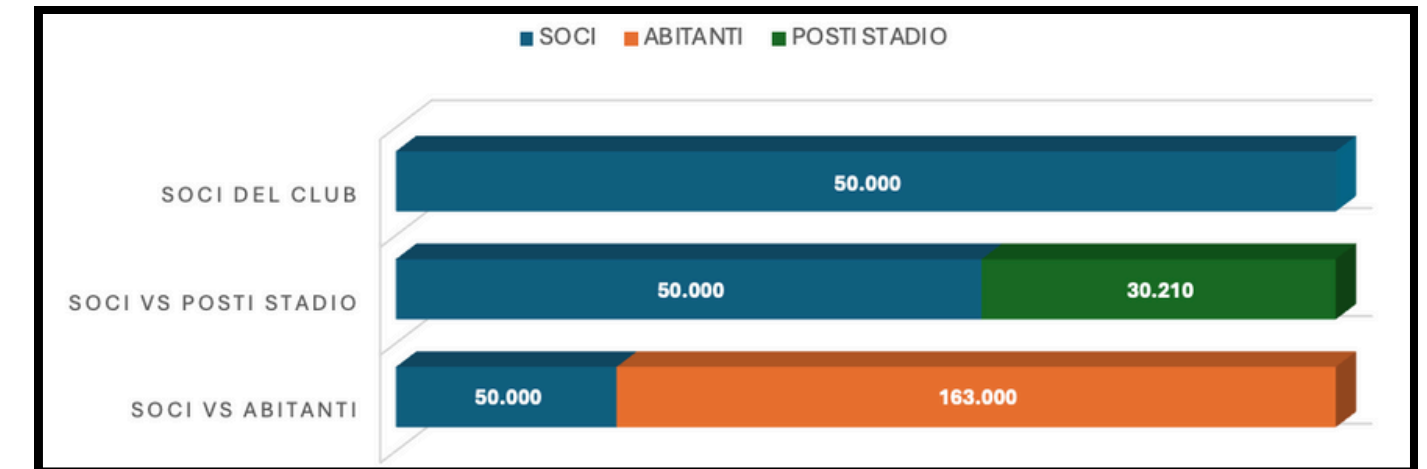 SOCI ABITANTI POSTI STADIO
SOCI DEL CLUB 50.000
SOCI VS POSTI STADIO 50.000 30.210
SOCI VS ABITANTI 50.000 163.000